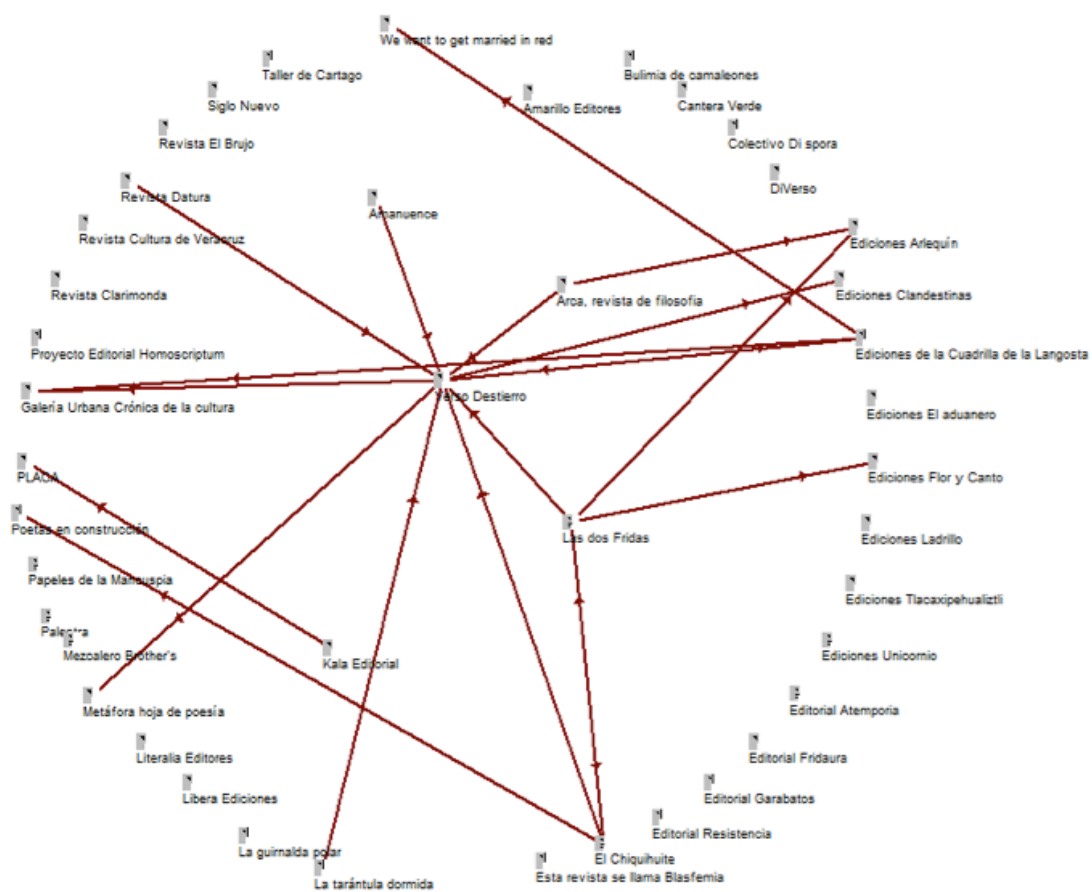 We want to get married in red
Taller de Cartago
Bulimia de camaleones
Siglo Nuevo
Amarillo Editores
Cantera Verde
Revista El Brujo
Colectivo Di spora
DiVerso
Revista Datura
Amanuence
Revista Cultura de Veracruz
Ediciones Arlequín
Revista Clarimonda
Arca, revista de filosofia
Ediciones Clandestinas
Proyecto Editorial Homoscriptum
Ediciones de la Cuadrilla de la Langosta
Verso Destierro
Galería Urbana Crónica de la cultura
Ediciones El aduanero
PLACA
Ediciones Flor y Canto
Poetas en construcción
Las dos Fridas
Ediciones Ladrillo
Papeles de la Mancuspia
Ediciones Tlacaxipehualiztli
Palestra
Mezcalero Brother's
Kala Editorial
Ediciones Unicornio
Metáfora hoja de poesía
Editorial Atemporia
Literalia Editores
Editorial Fridaura
Libera Ediciones
Editorial Garabatos
Editorial Resistencia
La guirnalda polar
El Chiquihuite
La tarántula dormida
Esta revista se llama Blasfemia